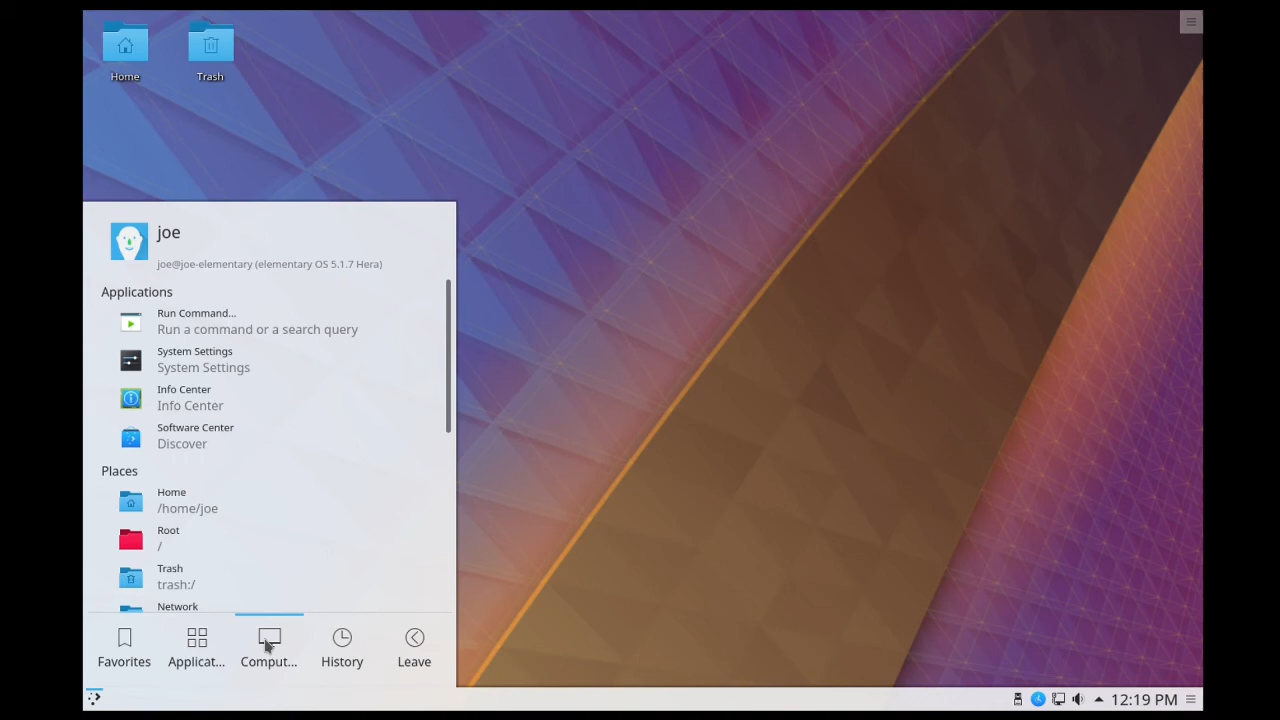 Home
Trash
joe
joe@joe-elementary (elementary OS 5.1.7 Hera)
Applications
Run Command...
Run a command or a search query
System Settings
System Settings
Info Center
Info Center
Software Center
Discover
Places
Home
/home/joe
Root
/
Trash
trash:/
Network
Favorites
Applicat...
Comput...
History
Leave
12:19 PM